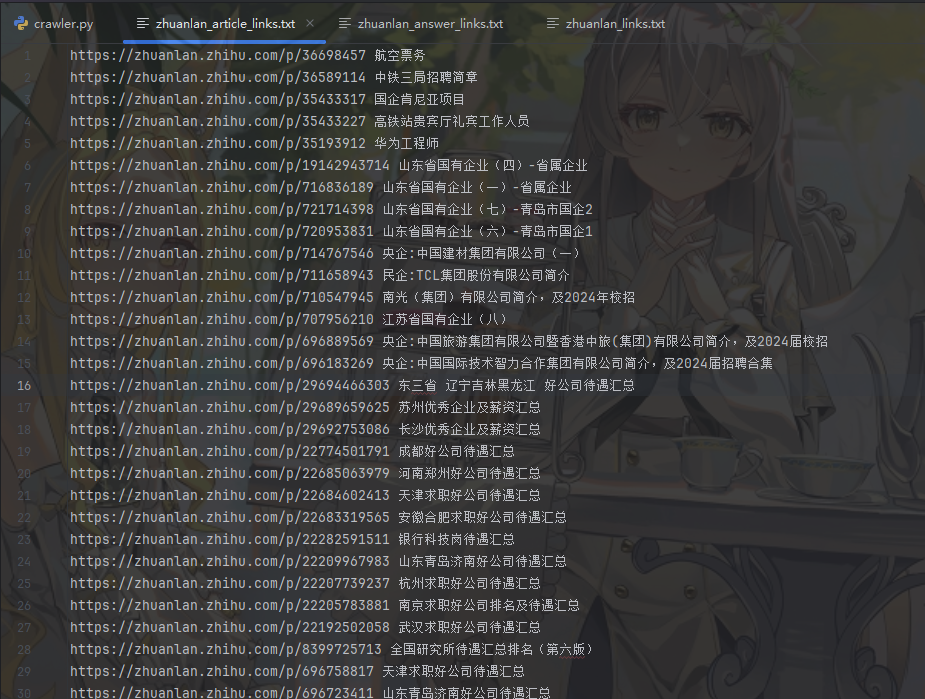 crawler.py
zhuanlan_article_links.txt
zhuanlan_answer_links.txt
zhuanlan_links.txt
1 https://zhuanlan.zhihu.com/p/36698457 航空票务
2 https://zhuanlan.zhihu.com/p/36589114 中铁三局招聘简章
3 https://zhuanlan.zhihu.com/p/35433317 国企肯尼亚项目
4 https://zhuanlan.zhihu.com/p/35433227 高铁站贵宾厅礼宾工作人员
5 https://zhuanlan.zhihu.com/p/35193912 华为工程师
6 https://zhuanlan.zhihu.com/p/19142943714 山东省国有企业（四）-省属企业
7 https://zhuanlan.zhihu.com/p/716836189 山东省国有企业（一）-省属企业
8 https://zhuanlan.zhihu.com/p/721714398 山东省国有企业（七）-青岛市国企2
9 https://zhuanlan.zhihu.com/p/720953831 山东省国有企业（六）-青岛市国企1
10 https://zhuanlan.zhihu.com/p/714767546 央企:中国建材集团有限公司（一）
11 https://zhuanlan.zhihu.com/p/711658943 民企:TCL集团股份有限公司简介
12 https://zhuanlan.zhihu.com/p/710547945 南光（集团）有限公司简介，及2024年校招
13 https://zhuanlan.zhihu.com/p/707956210 江苏省国有企业（八）
14 https://zhuanlan.zhihu.com/p/696889569 央企:中国旅游集团有限公司暨香港中旅(集团)有限公司简介，及2024届校招
15 https://zhuanlan.zhihu.com/p/696183269 央企:中国国际技术智力合作集团有限公司简介，及2024届招聘合集
16 https://zhuanlan.zhihu.com/p/29694466303 东三省 辽宁吉林黑龙江 好公司待遇汇总
17 https://zhuanlan.zhihu.com/p/29689659625 苏州优秀企业及薪资汇总
18 https://zhuanlan.zhihu.com/p/29692753086 长沙优秀企业及薪资汇总
19 https://zhuanlan.zhihu.com/p/22774501791 成都好公司待遇汇总
20 https://zhuanlan.zhihu.com/p/22685063979 河南郑州好公司待遇汇总
21 https://zhuanlan.zhihu.com/p/22684602413 天津求职好公司待遇汇总
22 https://zhuanlan.zhihu.com/p/22683319565 安徽合肥求职好公司待遇汇总
23 https://zhuanlan.zhihu.com/p/22282591511 银行科技岗待遇汇总
24 https://zhuanlan.zhihu.com/p/22209967983 山东青岛济南好公司待遇汇总
25 https://zhuanlan.zhihu.com/p/22207739237 杭州求职好公司待遇汇总
26 https://zhuanlan.zhihu.com/p/22205783881 南京求职好公司排名及待遇汇总
27 https://zhuanlan.zhihu.com/p/22192502058 武汉求职好公司待遇汇总
28 https://zhuanlan.zhihu.com/p/8399725713 全国研究所待遇汇总排名（第六版）
29 https://zhuanlan.zhihu.com/p/696758817 天津求职好公司待遇汇总
30 https://zhuanlan.zhihu.com/p/696723411 山东青岛济南好公司待遇汇总